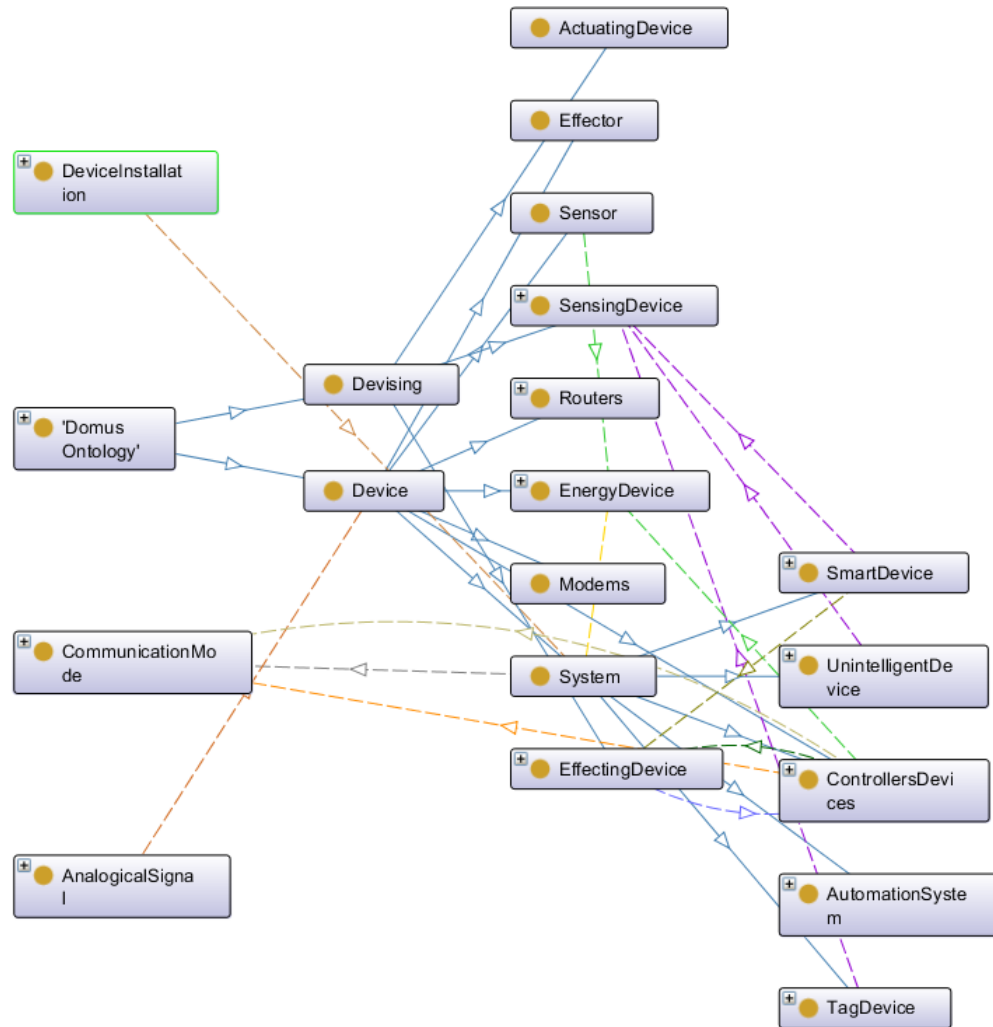 ActuatingDevice
Effector
DeviceInstallat
ion
Sensor
SensingDevice
Devising
Routers
'Domus
Ontology'
Device
EnergyDevice
Modems
SmartDevice
CommunicationMo
de
System
UnintelligentDe
vice
EffectingDevice
ControllersDevi
ces
AnalogicalSigna
l
AutomationSyste
m
TagDevice